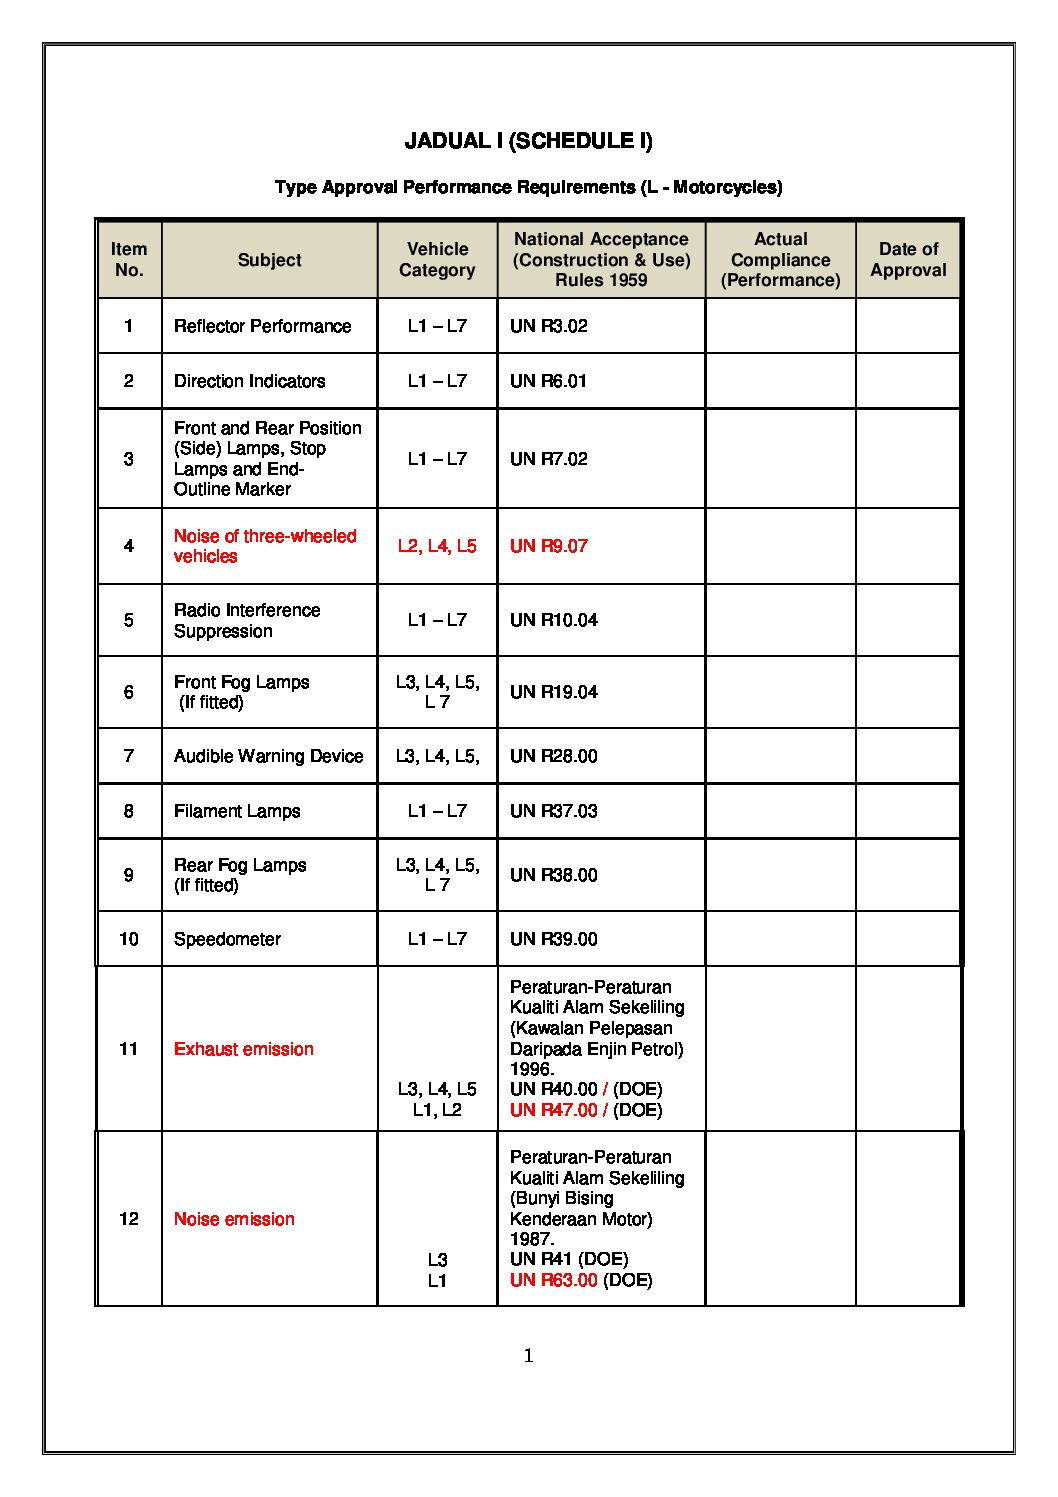 JADUAL I (SCHEDULE I)
Type Approval Performance Requirements (L - Motorcycles)
Item No.
Subject
Vehicle Category
National Acceptance (Construction & Use) Rules 1959
Actual Compliance (Performance)
Date of Approval
1
Reflector Performance
L1 – L7
UN R3.02
2
Direction Indicators
L1 – L7
UN R6.01
3
Front and Rear Position
(Side) Lamps, Stop
Lamps and End-
Outline Marker
L1 – L7
UN R7.02
4
Noise of three-wheeled
vehicles
L2, L4, L5
UN R9.07
5
Radio Interference
Suppression
L1 – L7
UN R10.04
6
Front Fog Lamps
(If fitted)
L3, L4, L5,
L 7
UN R19.04
7
Audible Warning Device
L3, L4, L5,
UN R28.00
8
Filament Lamps
L1 – L7
UN R37.03
9
Rear Fog Lamps
(If fitted)
L3, L4, L5,
L 7
UN R38.00
10
Speedometer
L1 – L7
UN R39.00
11
Exhaust emission
L3, L4, L5
L1, L2
Peraturan-Peraturan
Kualiti Alam Sekeliling
(Kawalan Pelepasan
Daripada Enjin Petrol)
1996.
UN R40.00 / (DOE)
UN R47.00 / (DOE)
12
Noise emission
L3
L1
Peraturan-Peraturan
Kualiti Alam Sekeliling
(Bunyi Bising
Kenderaan Motor)
1987.
UN R41 (DOE)
UN R63.00 (DOE)
1